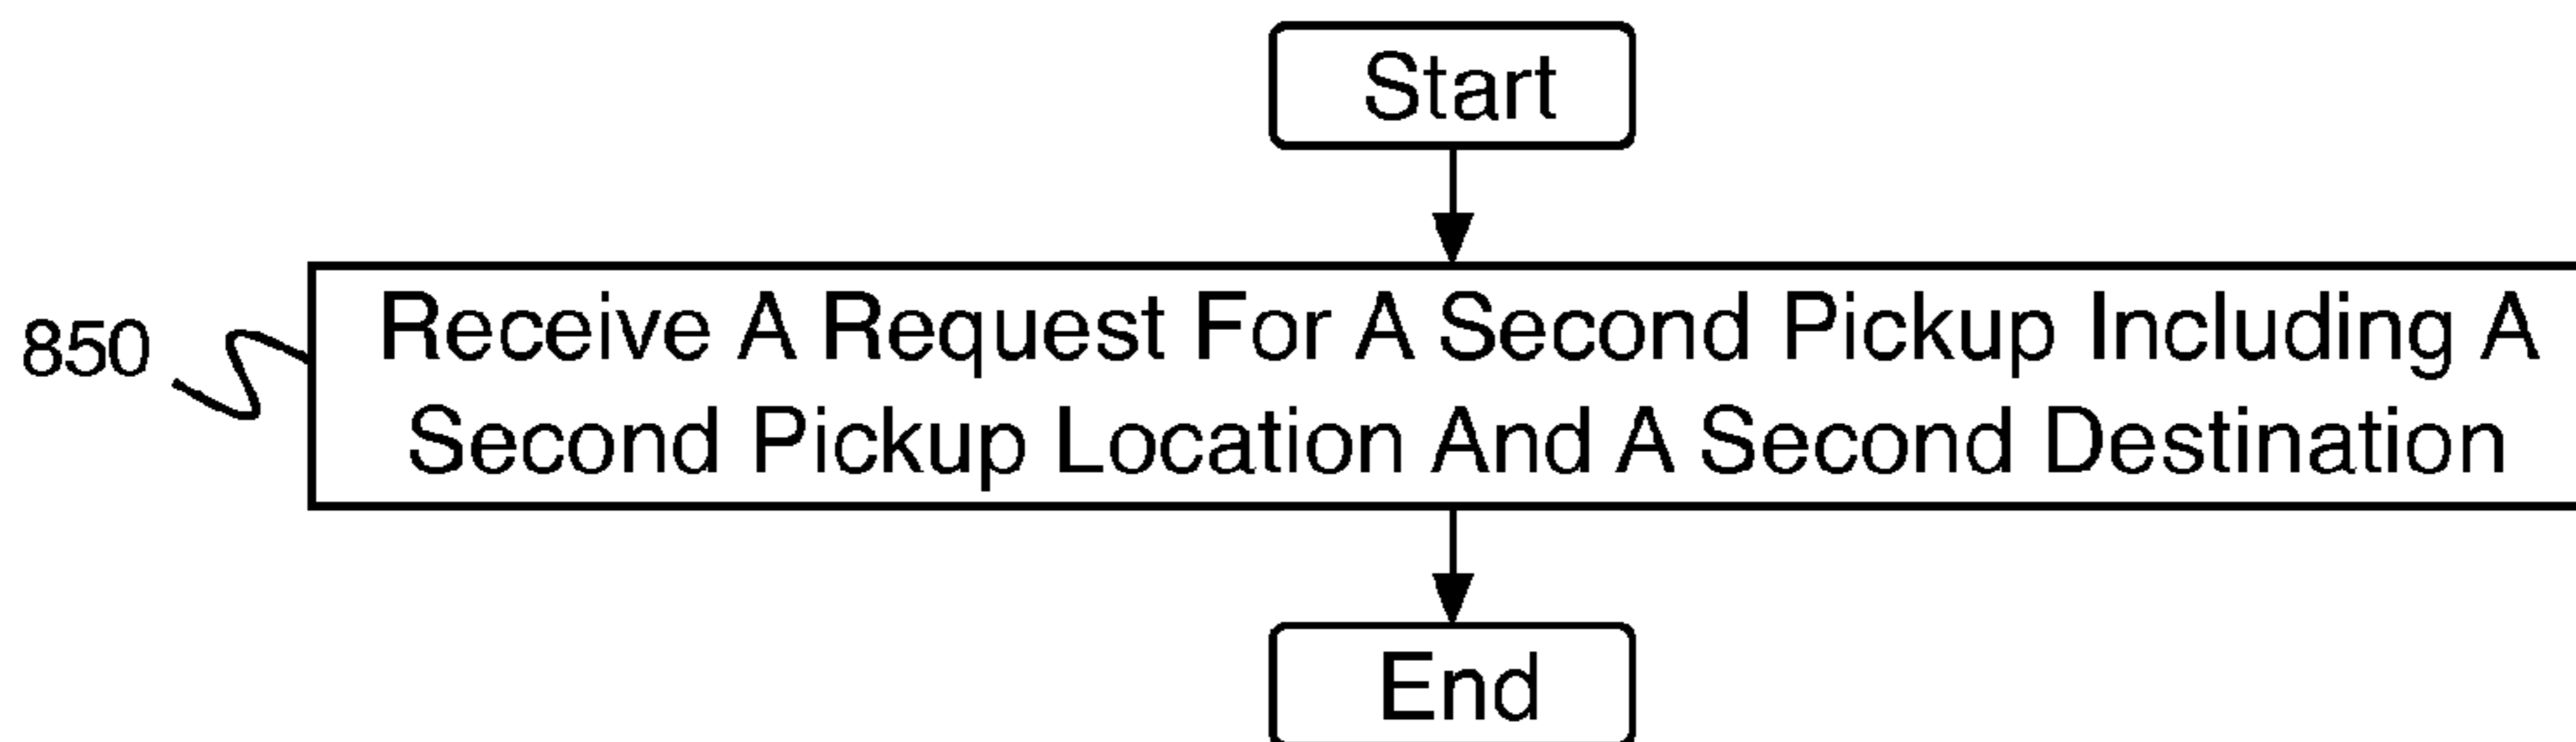 Start
850
Receive A Request For A Second Pickup Including A
Second Pickup Location And A Second Destination
End